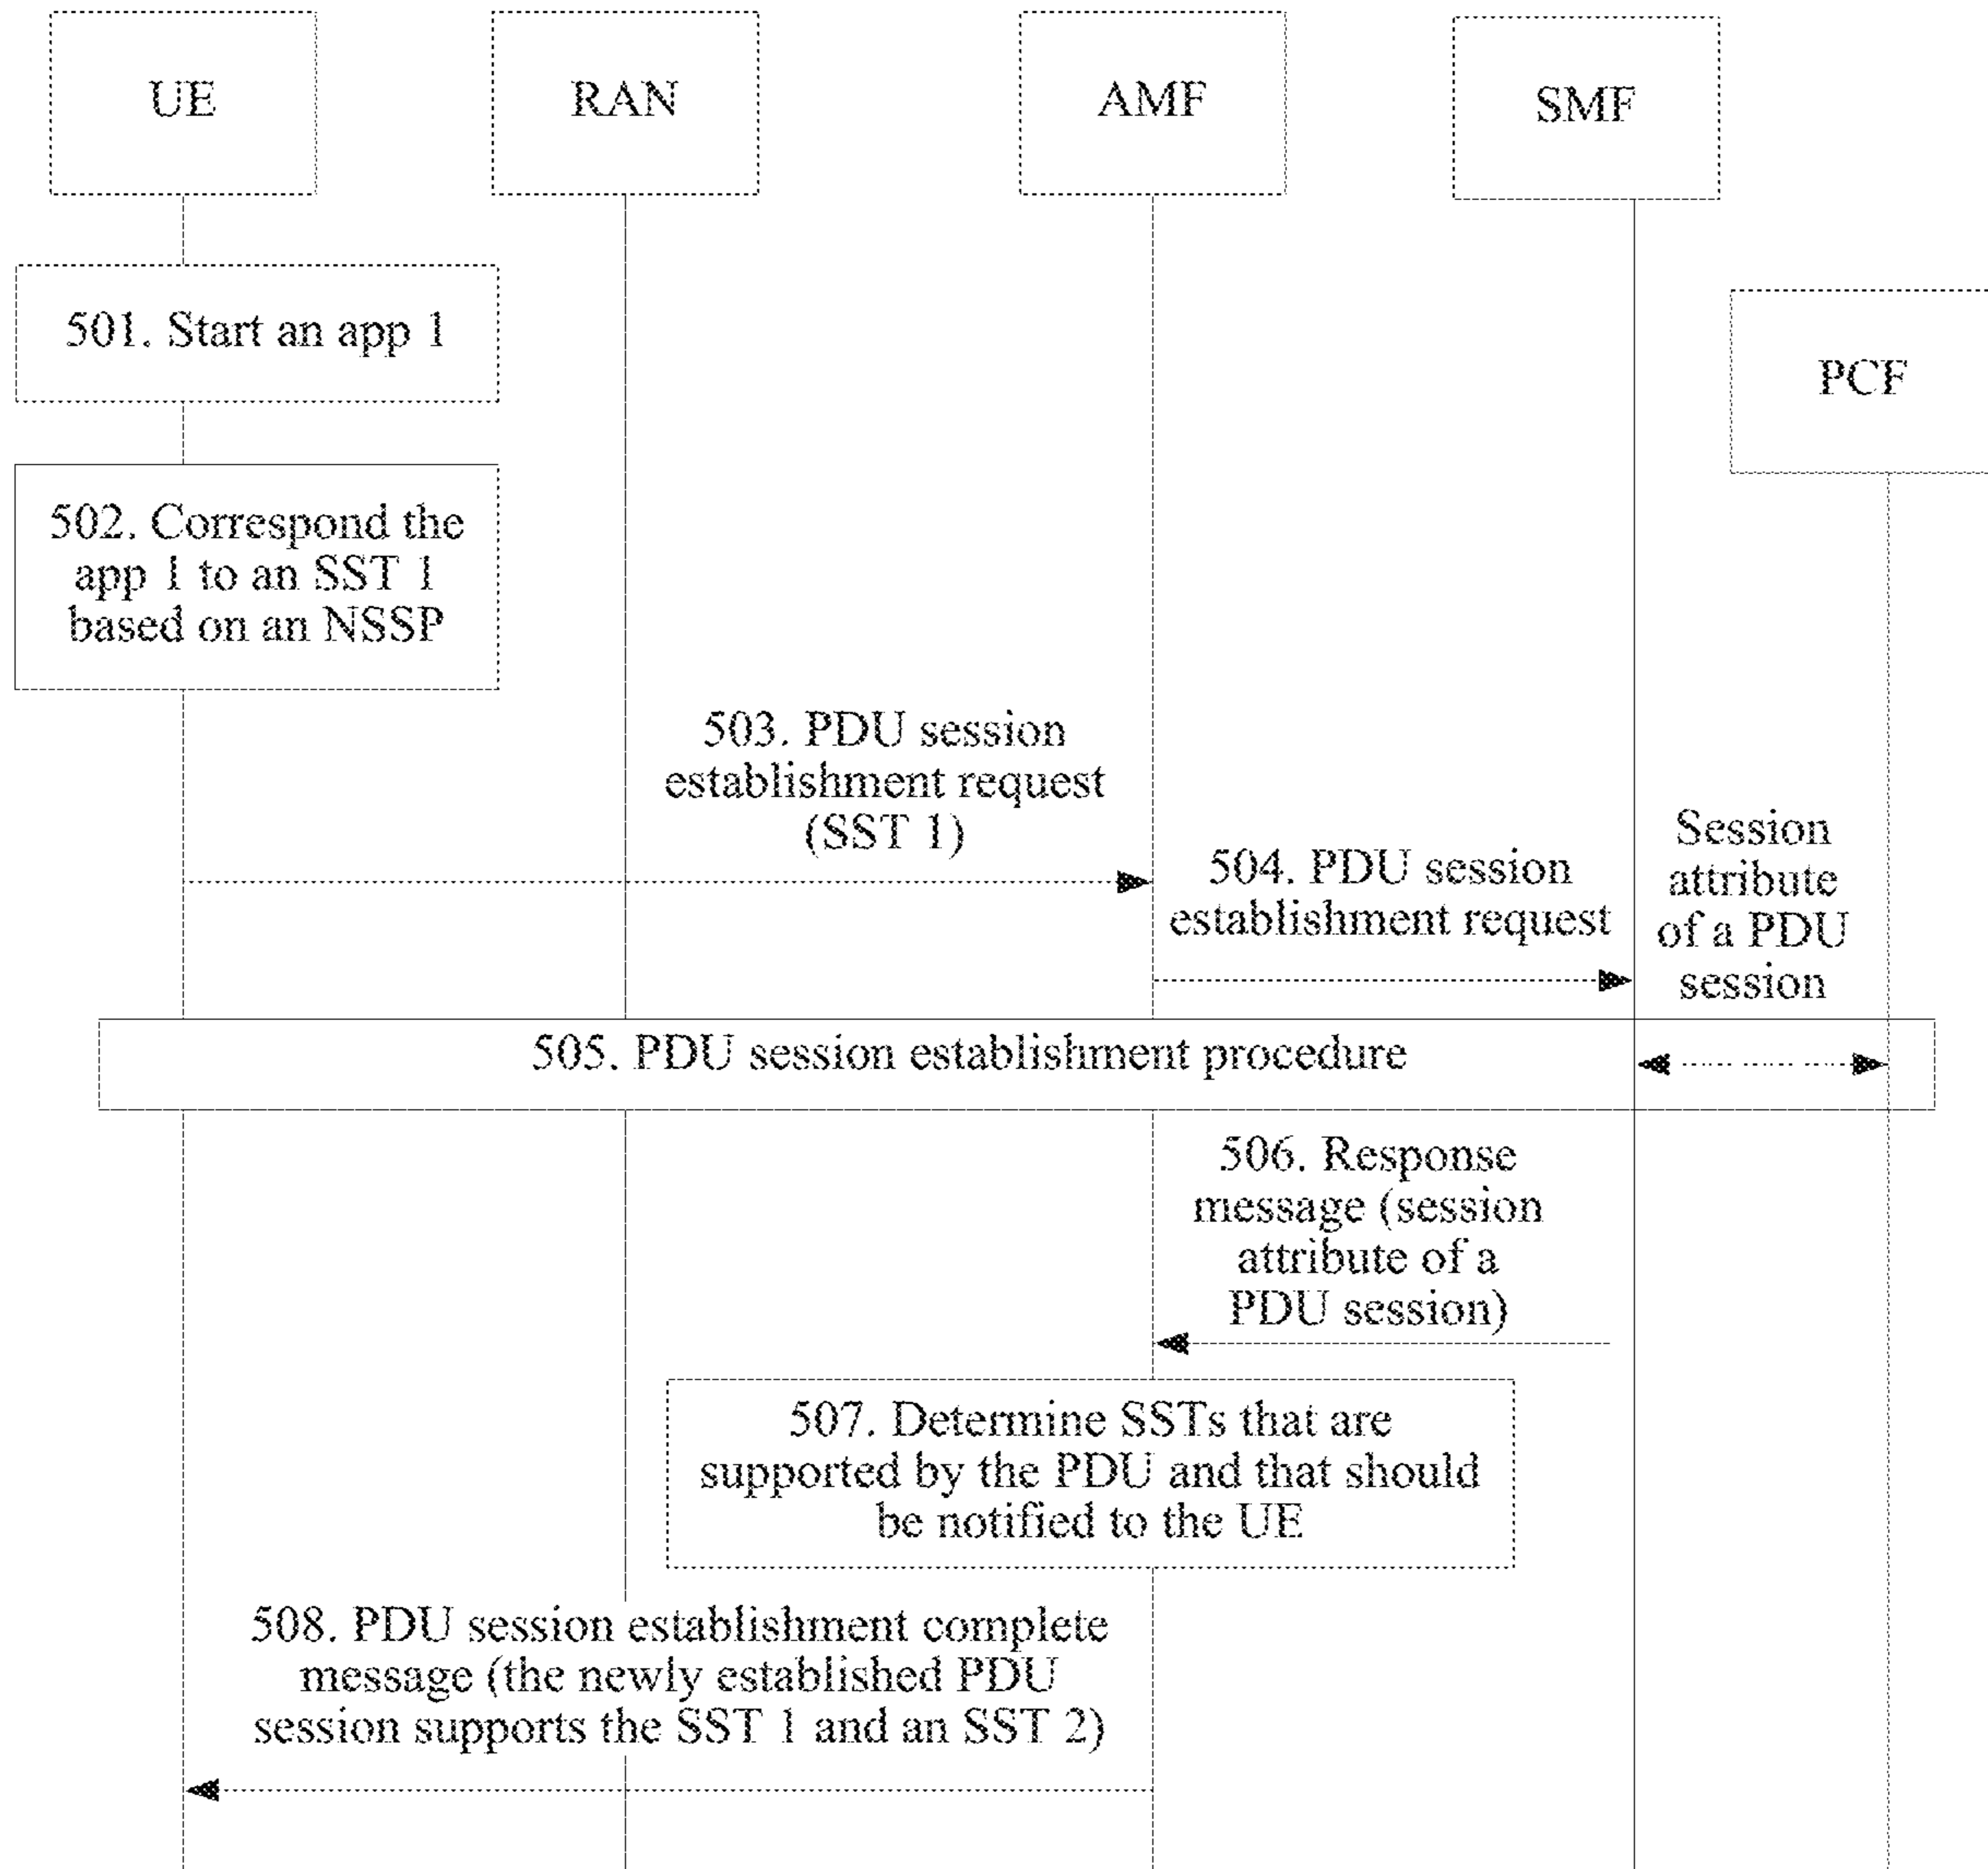 UE
RAN
AMF
SMF
PCF
501. Start an app 1
502. Correspond the
app 1 to an SST 1
based on an NSSP
503. PDU session
establishment request
(SST 1)
504. PDU session
establishment request
Session
attribute
of a PDU
session
505. PDU session establishment procedure
506. Response
message (session
attribute of a
PDU session)
507. Determine SSTs that are
supported by the PDU and that should
be notified to the UE
508. PDU session establishment complete
message (the newly established PDU
session supports the SST 1 and an SST 2)